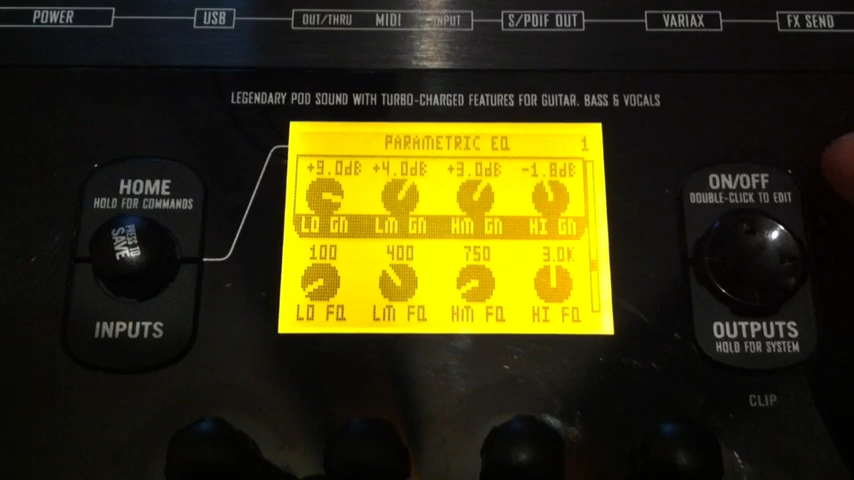 POWER USB OUT/THRU MIDI INPUT S/PDIF OUT VARIAX FX SEND
LEGENDARY POD SOUND WITH TURBO-CHARGED FEATURES FOR GUITAR, BASS & VOCALS
HOME
HOLD FOR COMMANDS
PRESS TO
SAVE
INPUTS
PARAMETRIC EQ 1
+9.0dB +4.0dB +3.0dB -1.8dB
LO GN LM GN HM GN HI GN
100 400 750 3.0K
LO FQ LM FQ HM FQ HI FQ
ON/OFF
DOUBLE-CLICK TO EDIT
OUTPUTS
HOLD FOR SYSTEM
CLIP